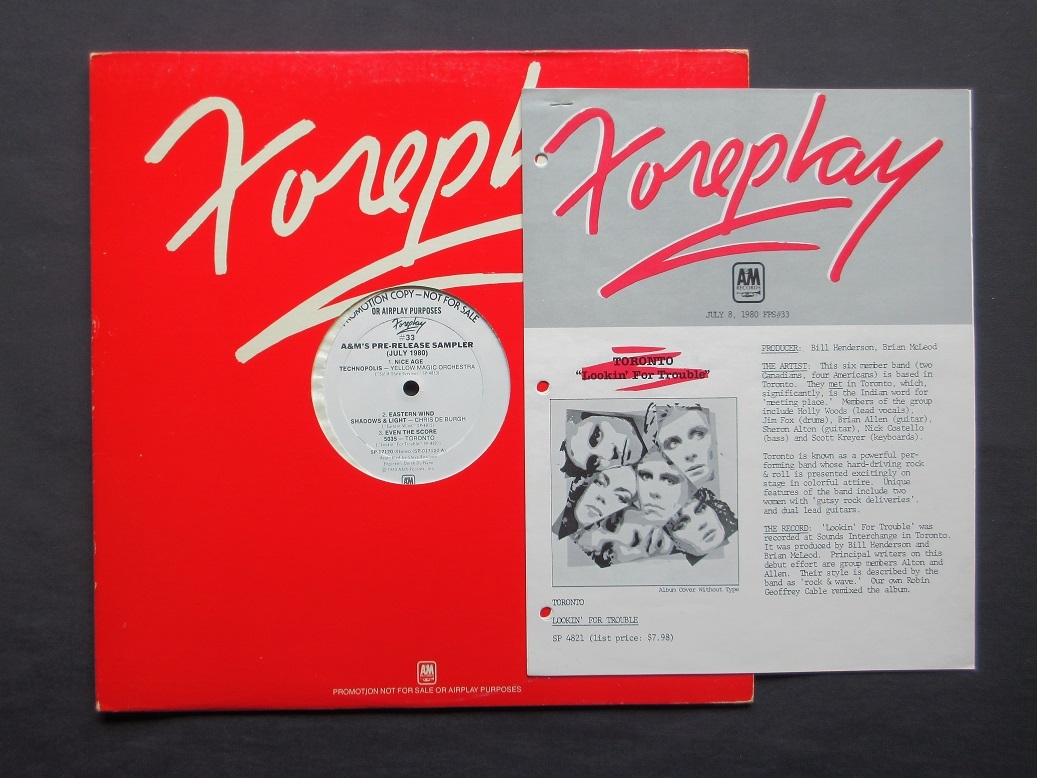 Forepl
PROMOTION COPY — NOT FOR SALE
OR AIRPLAY PURPOSES
Foreplay
#33
A&M'S PRE-RELEASE SAMPLER
(JULY 1980)
1. NICE AGE
TECHNOPOLIS — YELLOW MAGIC ORCHESTRA
2. EASTERN WIND
SHADOWS & LIGHT — CHRIS DE BURGH
3. EVEN THE SCORE
5035 — TORONTO
SP-17120 Stereo
A&M
A&M
RECORDS
PROMOTION NOT FOR SALE OR AIRPLAY PURPOSES
Foreplay
A&M
RECORDS
JULY 8, 1980 FPS#33
TORONTO
"Lookin' For Trouble"
Album Cover Without Type
TORONTO
LOOKIN' FOR TROUBLE
SP 4821 (list price: $7.98)
PRODUCER: Bill Henderson, Brian McLeod
THE ARTIST: This six member band (two
Canadians, four Americans) is based in
Toronto. They met in Toronto, which,
significantly, is the Indian word for
'meeting place.' Members of the group
include Holly Woods (lead vocals),
Jim Fox (drums), Brian Allen (guitar),
Sheron Alton (guitar), Nick Costello
(bass) and Scott Kreyer (keyboards).
Toronto is known as a powerful per-
forming band whose hard-driving rock
& roll is presented excitingly on
stage in colorful attire. Unique
features of the band include two
women with 'gutsy rock deliveries',
and dual lead guitars.
THE RECORD: 'Lookin' For Trouble' was
recorded at Sounds Interchange in Toronto.
It was produced by Bill Henderson and
Brian McLeod. Principal writers on this
debut effort are group members Alton and
Allen. Their style is described by the
band as 'rock & wave.' Our own Robin
Geoffrey Cable remixed the album.